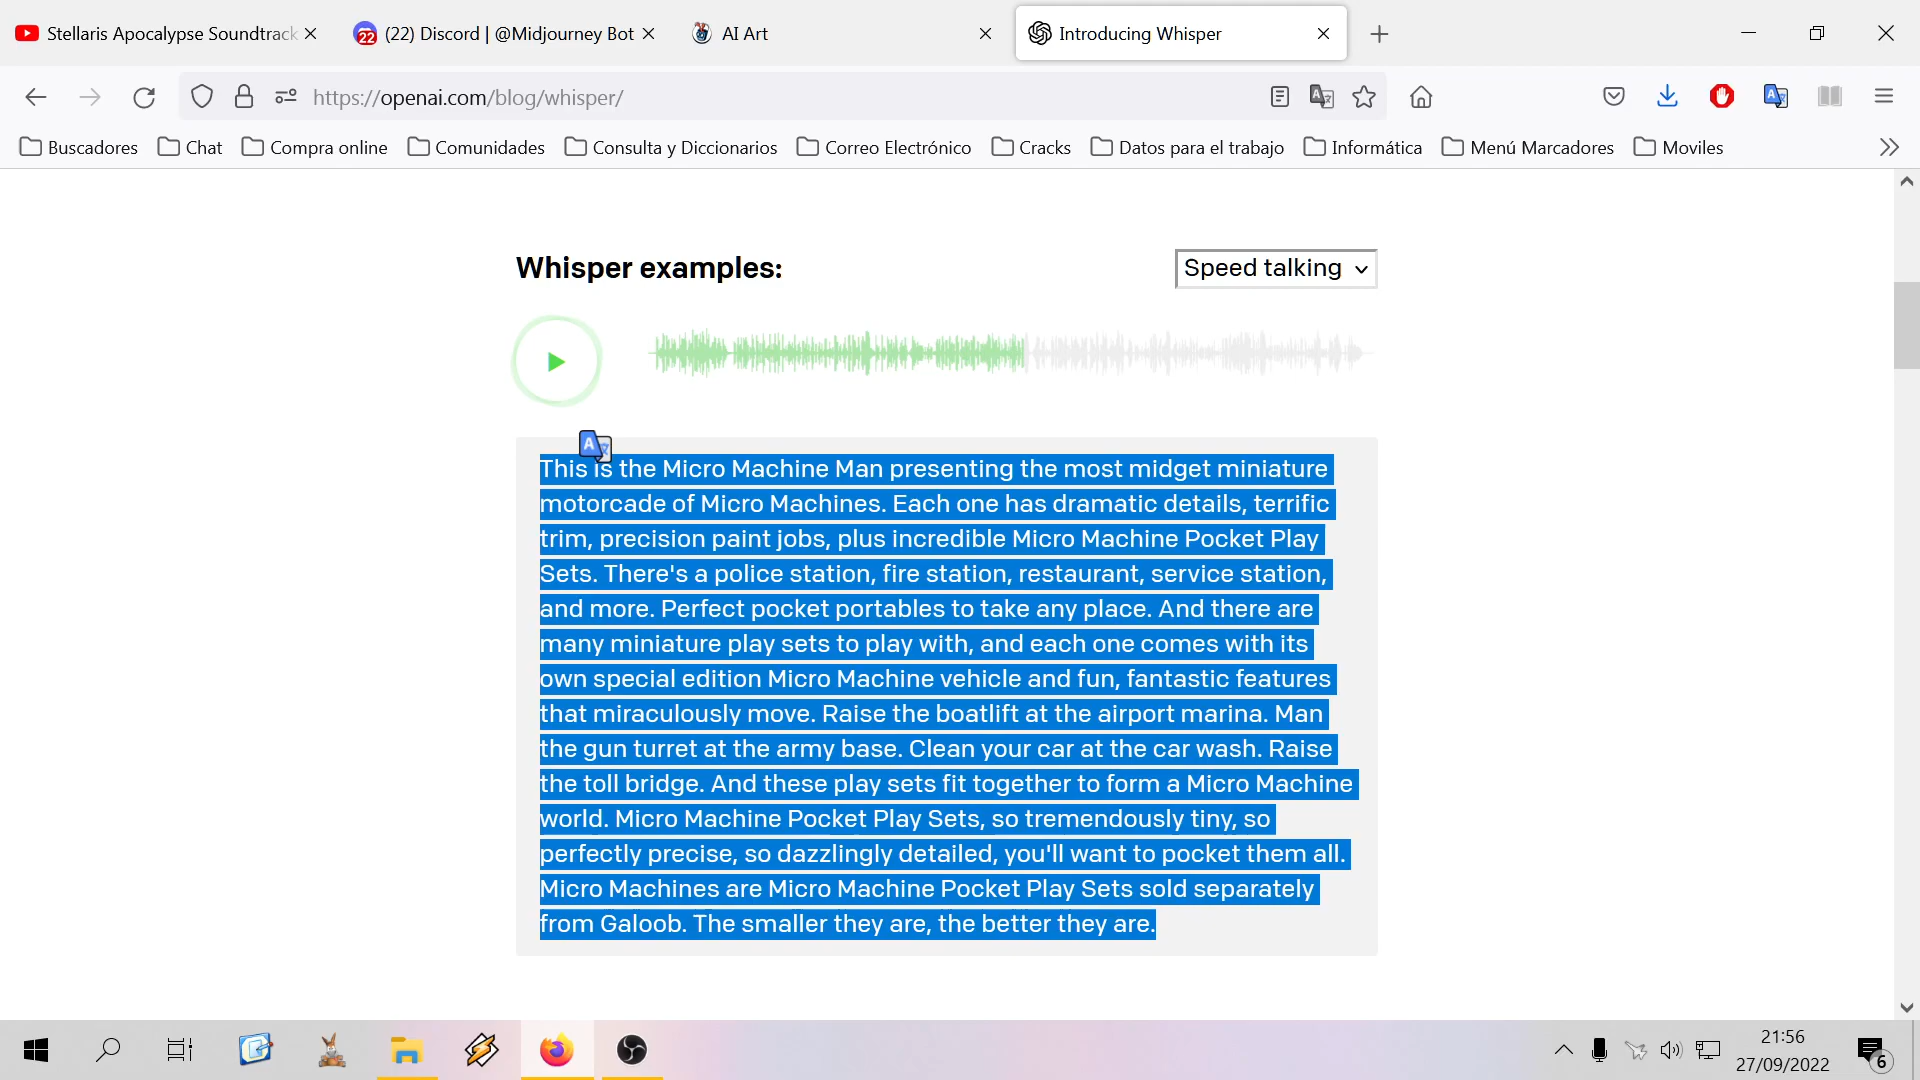 Stellaris Apocalypse Soundtrack
(22) Discord | @Midjourney Bot
AI Art
Introducing Whisper
https://openai.com/blog/whisper/
Buscadores
Chat
Compra online
Comunidades
Consulta y Diccionarios
Correo Electrónico
Cracks
Datos para el trabajo
Informática
Menú Marcadores
Moviles
Whisper examples:
Speed talking
This is the Micro Machine Man presenting the most midget miniature
motorcade of Micro Machines. Each one has dramatic details, terrific
trim, precision paint jobs, plus incredible Micro Machine Pocket Play
Sets. There's a police station, fire station, restaurant, service station,
and more. Perfect pocket portables to take any place. And there are
many miniature play sets to play with, and each one comes with its
own special edition Micro Machine vehicle and fun, fantastic features
that miraculously move. Raise the boatlift at the airport marina. Man
the gun turret at the army base. Clean your car at the car wash. Raise
the toll bridge. And these play sets fit together to form a Micro Machine
world. Micro Machine Pocket Play Sets, so tremendously tiny, so
perfectly precise, so dazzlingly detailed, you'll want to pocket them all.
Micro Machines are Micro Machine Pocket Play Sets sold separately
from Galoob. The smaller they are, the better they are.
21:56
27/09/2022
6